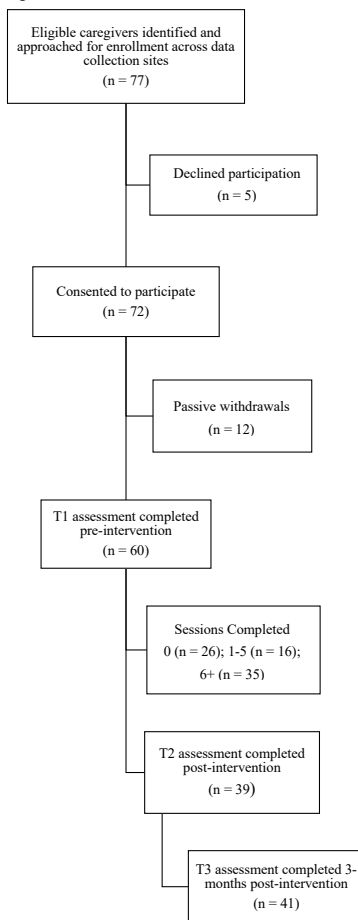 Eligible caregivers identified and
approached for enrollment across data
collection sites
(n = 77)
Declined participation
(n = 5)
Consented to participate
(n = 72)
Passive withdrawals
(n = 12)
T1 assessment completed
pre-intervention
(n = 60)
Sessions Completed
0 (n = 26); 1-5 (n = 16);
6+ (n = 35)
T2 assessment completed
post-intervention
(n = 39)
T3 assessment completed 3-
months post-intervention
(n = 41)